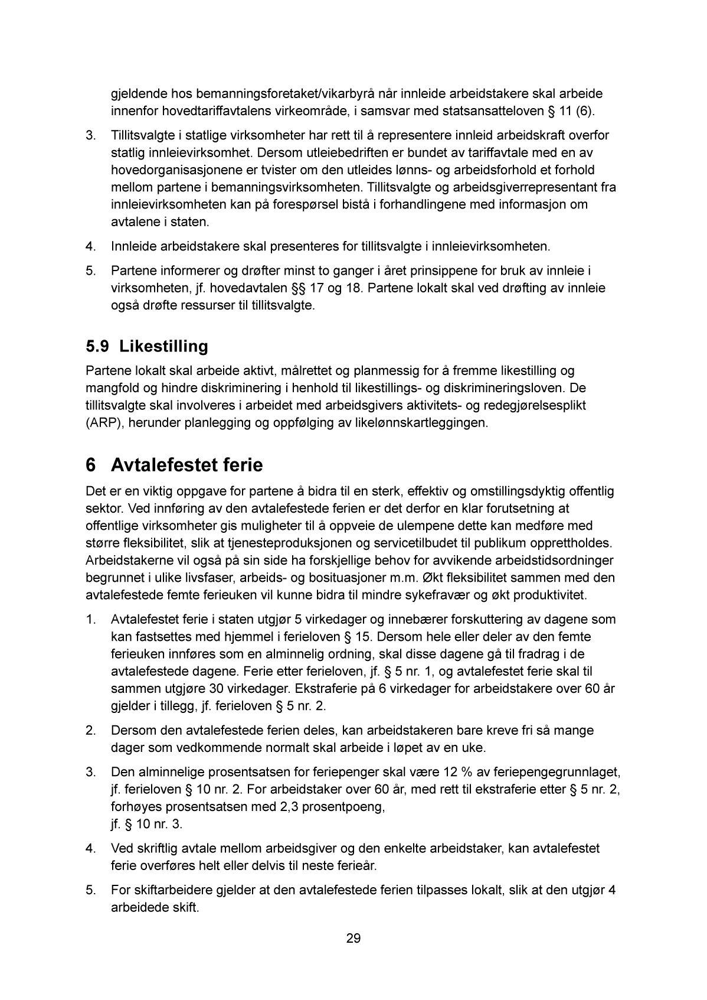 gjeldende hos bemanningsforetaket/vikarbyrå når innleide arbeidstakere skal arbeide
innenfor hovedtariffavtalens virkeområde, i samsvar med statsansatteloven § 11 (6).
3. Tillitsvalgte i statlige virksomheter har rett til å representere innleid arbeidskraft overfor
statlig innleievirksomhet. Dersom utleiebedriften er bundet av tariffavtale med en av
hovedorganisasjonene er tvister om den utleides lønns- og arbeidsforhold et forhold
mellom partene i bemanningsvirksomheten. Tillitsvalgte og arbeidsgiverrepresentant fra
innleievirksomheten kan på forespørsel bistå i forhandlingene med informasjon om
avtalene i staten.
4. Innleide arbeidstakere skal presenteres for tillitsvalgte i innleievirksomheten.
5. Partene informerer og drøfter minst to ganger i året prinsippene for bruk av innleie i
virksomheten, jf. hovedavtalen §§ 17 og 18. Partene lokalt skal ved drøfting av innleie
også drøfte ressurser til tillitsvalgte.
5.9 Likestilling
Partene lokalt skal arbeide aktivt, målrettet og planmessig for å fremme likestilling og
mangfold og hindre diskriminering i henhold til likestillings- og diskrimineringsloven. De
tillitsvalgte skal involveres i arbeidet med arbeidsgivers aktivitets- og redegjørelsesplikt
(ARP), herunder planlegging og oppfølging av likelønnskartleggingen.
6 Avtalefestet ferie
Det er en viktig oppgave for partene å bidra til en sterk, effektiv og omstillingsdyktig offentlig
sektor. Ved innføring av den avtalefestede ferien er det derfor en klar forutsetning at
offentlige virksomheter gis muligheter til å oppveie de ulempene dette kan medføre med
større fleksibilitet, slik at tjenesteproduksjonen og servicetilbudet til publikum opprettholdes.
Arbeidstakerne vil også på sin side ha forskjellige behov for avvikende arbeidstidsordninger
begrunnet i ulike livsfaser, arbeids- og bosituasjoner m.m. Økt fleksibilitet sammen med den
avtalefestede femte ferieuken vil kunne bidra til mindre sykefravær og økt produktivitet.
1. Avtalefestet ferie i staten utgjør 5 virkedager og innebærer forskuttering av dagene som
kan fastsettes med hjemmel i ferieloven § 15. Dersom hele eller deler av den femte
ferieuken innføres som en alminnelig ordning, skal disse dagene gå til fradrag i de
avtalefestede dagene. Ferie etter ferieloven, jf. § 5 nr. 1, og avtalefestet ferie skal til
sammen utgjøre 30 virkedager. Ekstraferie på 6 virkedager for arbeidstakere over 60 år
gjelder i tillegg, jf. ferieloven § 5 nr. 2.
2. Dersom den avtalefestede ferien deles, kan arbeidstakeren bare kreve fri så mange
dager som vedkommende normalt skal arbeide i løpet av en uke.
3. Den alminnelige prosentsatsen for feriepenger skal være 12 % av feriepengegrunnlaget,
jf. ferieloven § 10 nr. 2. For arbeidstaker over 60 år, med rett til ekstraferie etter § 5 nr. 2,
forhøyes prosentsatsen med 2,3 prosentpoeng,
jf. § 10 nr. 3.
4. Ved skriftlig avtale mellom arbeidsgiver og den enkelte arbeidstaker, kan avtalefestet
ferie overføres helt eller delvis til neste ferieår.
5. For skiftarbeidere gjelder at den avtalefestede ferien tilpasses lokalt, slik at den utgjør 4
arbeidede skift.
29